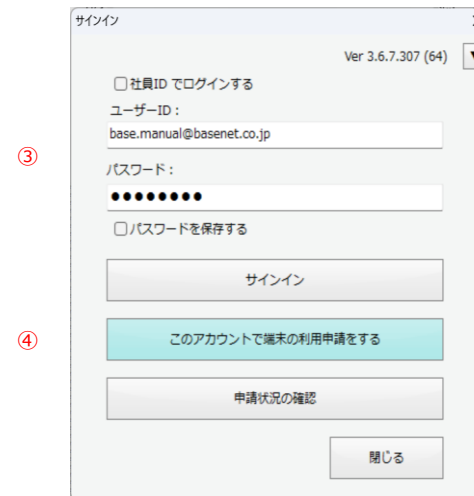 サインイン
Ver 3.6.7.307 (64)
社員ID でログインする
ユーザーID：
base.manual@basenet.co.jp
③
パスワード：
●●●●●●●●
パスワードを保存する
サインイン
④
このアカウントで端末の利用申請をする
申請状況の確認
閉じる